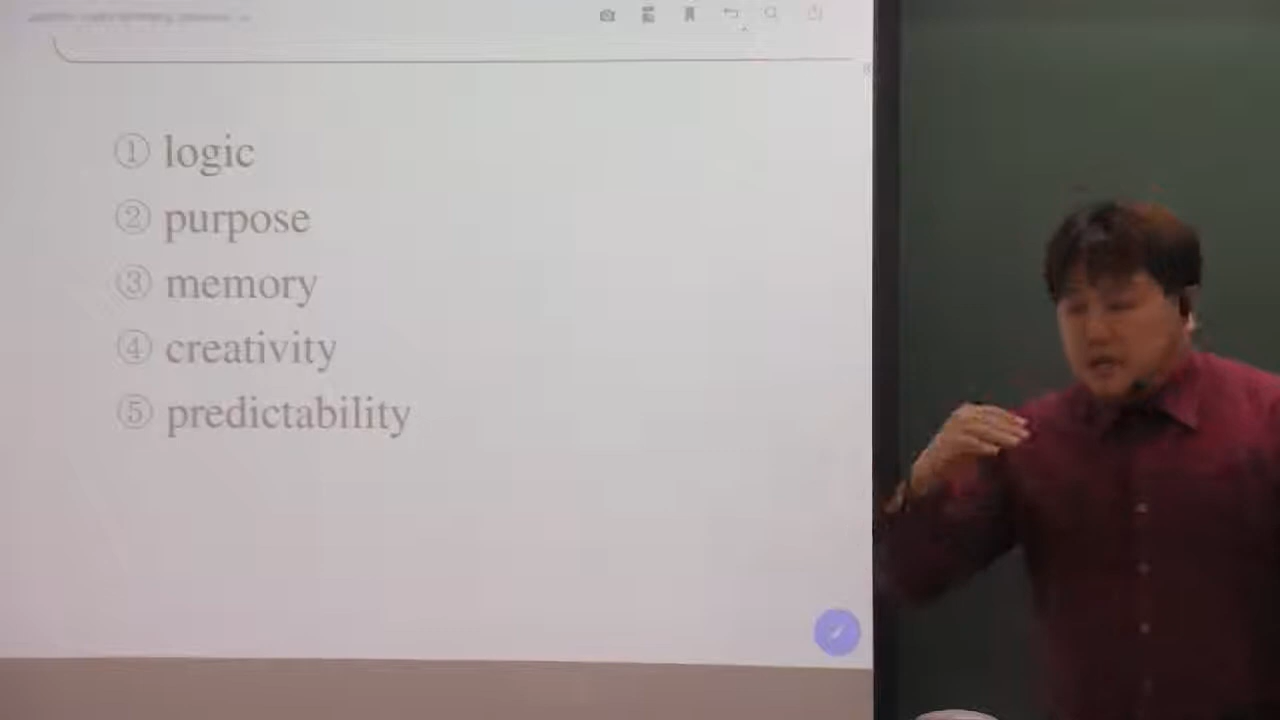 ① logic
② purpose
③ memory
④ creativity
⑤ predictability